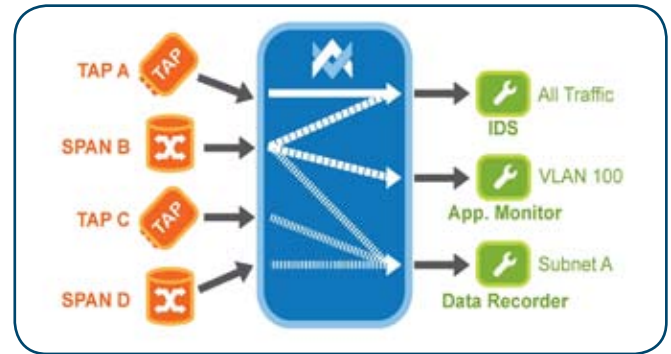 TAP A
TAP
SPAN B
TAP C
TAP
SPAN D
All Traffic
IDS
VLAN 100
App. Monitor
Subnet A
Data Recorder